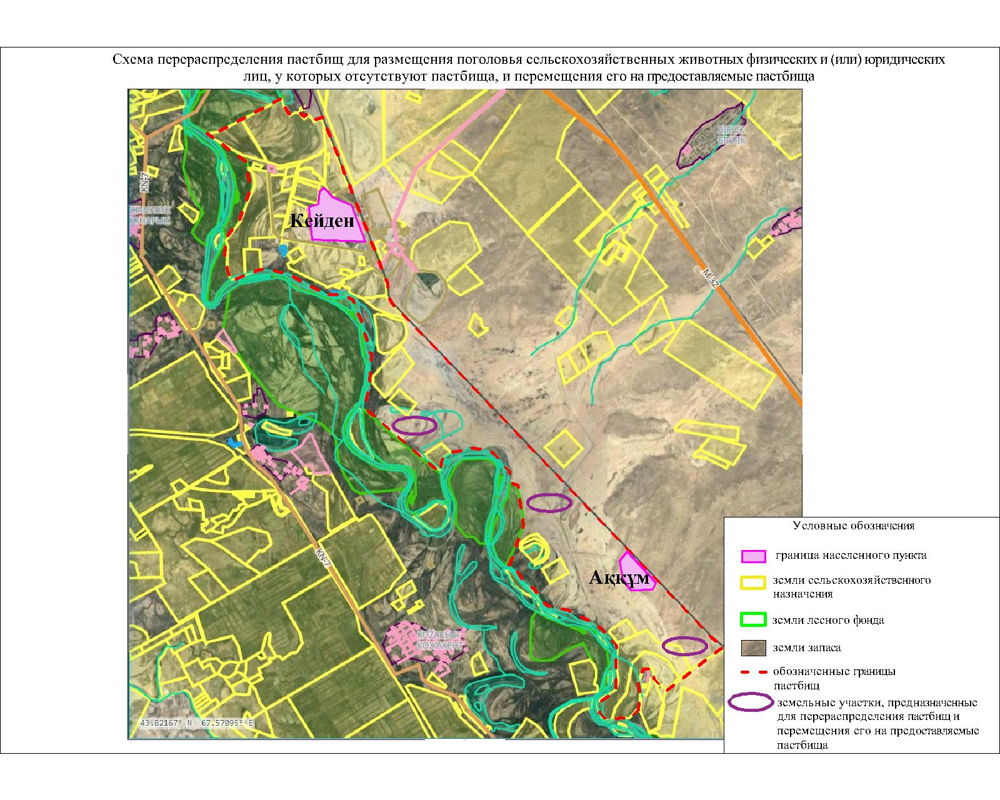 Схема перераспределения пастбищ для размещения поголовья сельскохозяйственных животных физических и (или) юридических
лиц, у которых отсутствуют пастбища, и перемещения его на предоставляемые пастбища
BIRLIK
БІРЛІК
KN-7
ЖАНАРЫК
Кейден
M-32
KN-7
Аққұм
KOZAKENT
КОЖАКЕНТ
43.82167° N 67.57095° E
Условные обозначения
граница населенного пункта
земли сельскохозяйственного
назначения
земли лесного фонда
земли запаса
обозначенные границы
пастбищ
земельные участки, предназначенные
для перераспределения пастбищ и
перемещения его на предоставляемые
пастбища